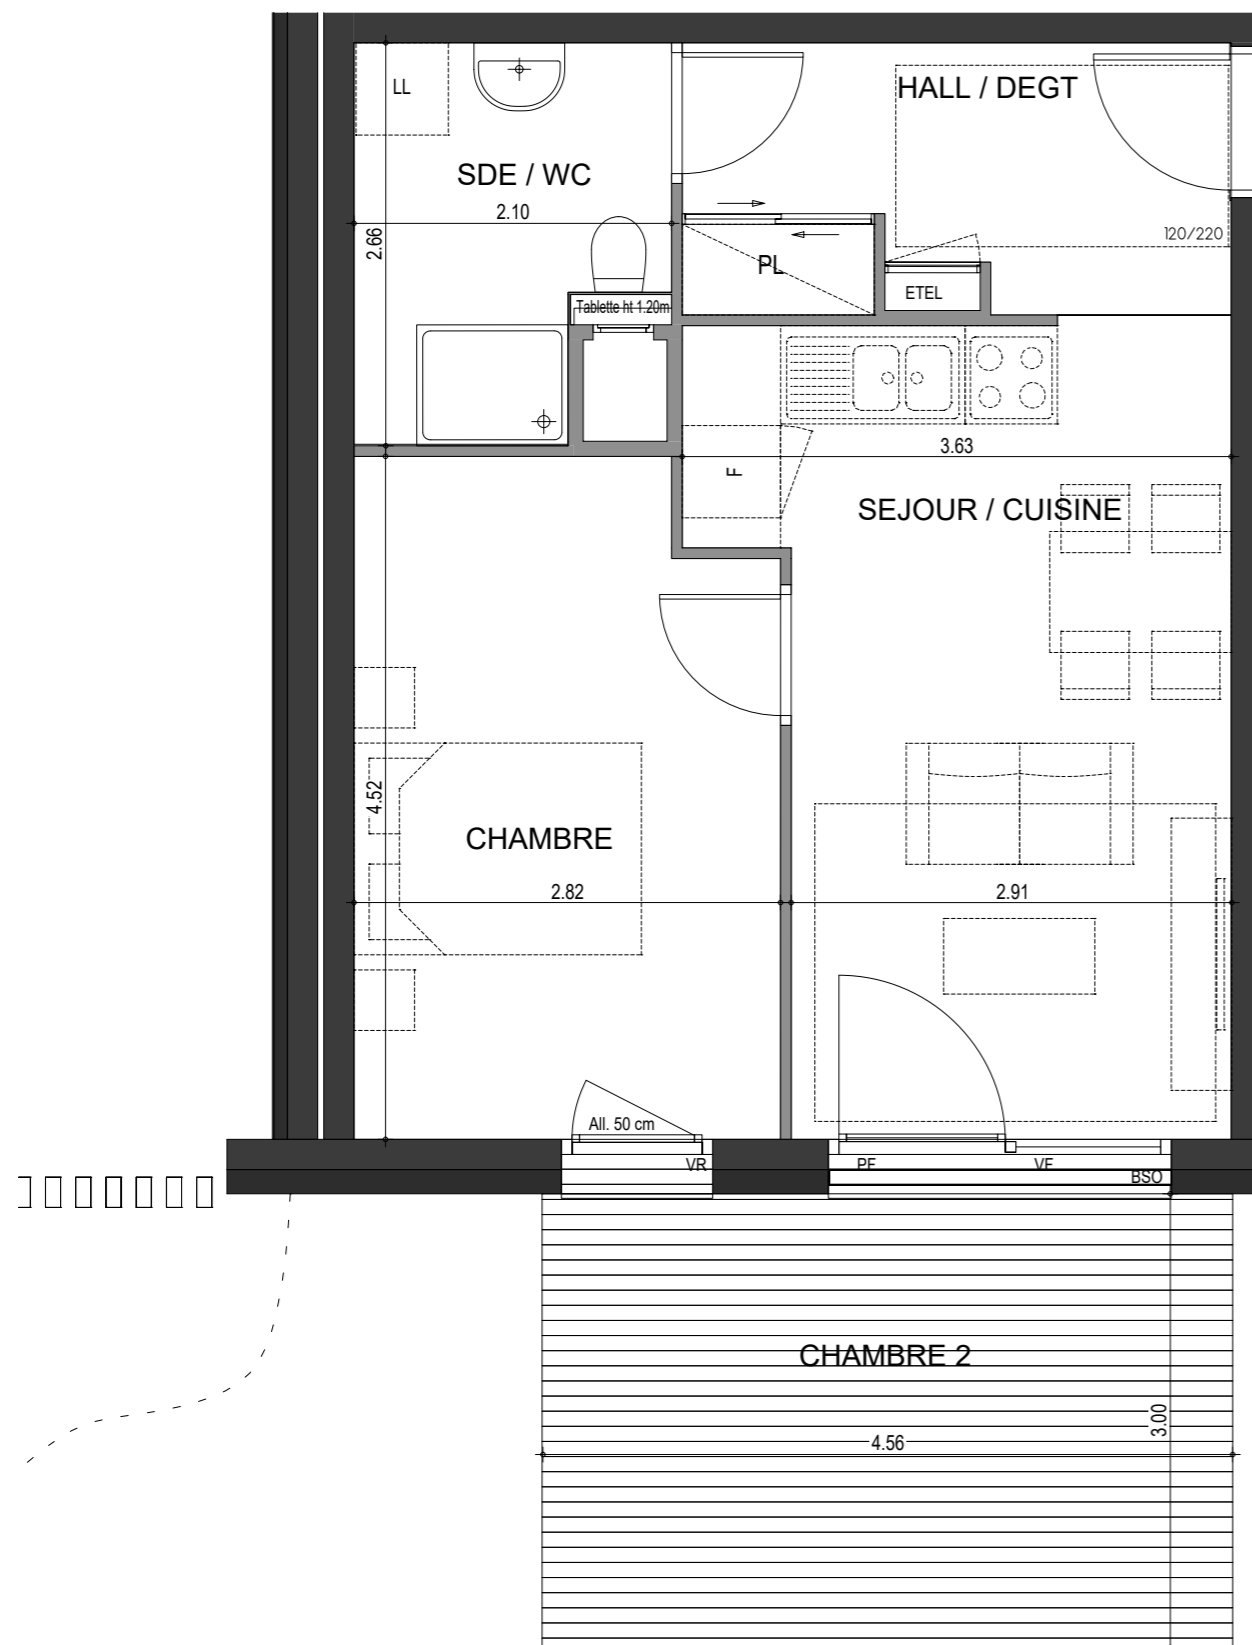 LL
HALL / DEGT
SDE / WC
2.10
2.66
120/220
PL
ETEL
Tablette ht 1.20m
3.63
F
SEJOUR / CUISINE
4.52
CHAMBRE
2.82
2.91
All. 50 cm
VR
PF
VF
BSO
CHAMBRE 2
3.00
4.56